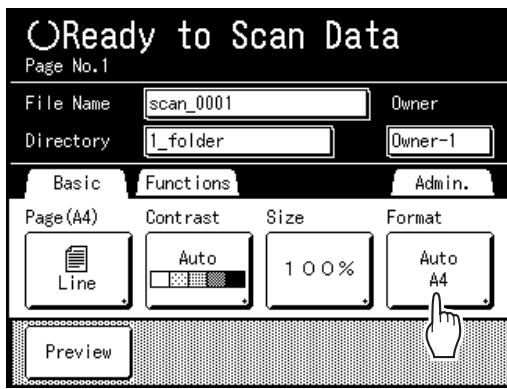 Ready to Scan Data
Page No.1
File Name scan_0001 Owner
Directory 1_folder Owner-1
Basic Functions Admin.
Page(A4) Contrast Size Format
Line Auto 100% Auto
A4
Preview